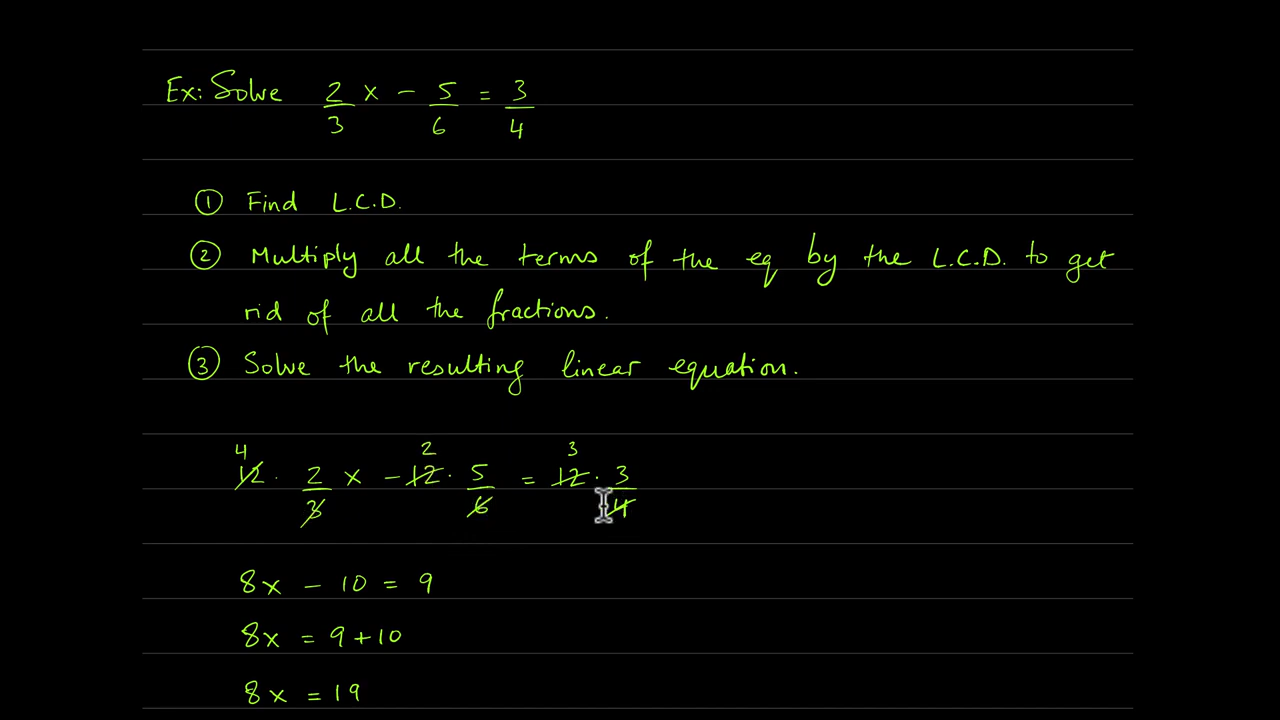 Ex: Solve 2/3 x - 5/6 = 3/4
① Find L.C.D.
② Multiply all the terms of the eq by the L.C.D. to get
rid of all the fractions.
③ Solve the resulting linear equation.
4 2 3
12 · 2/3 x - 12 · 5/6 = 12 · 3/4
8x - 10 = 9
8x = 9 + 10
8x = 19